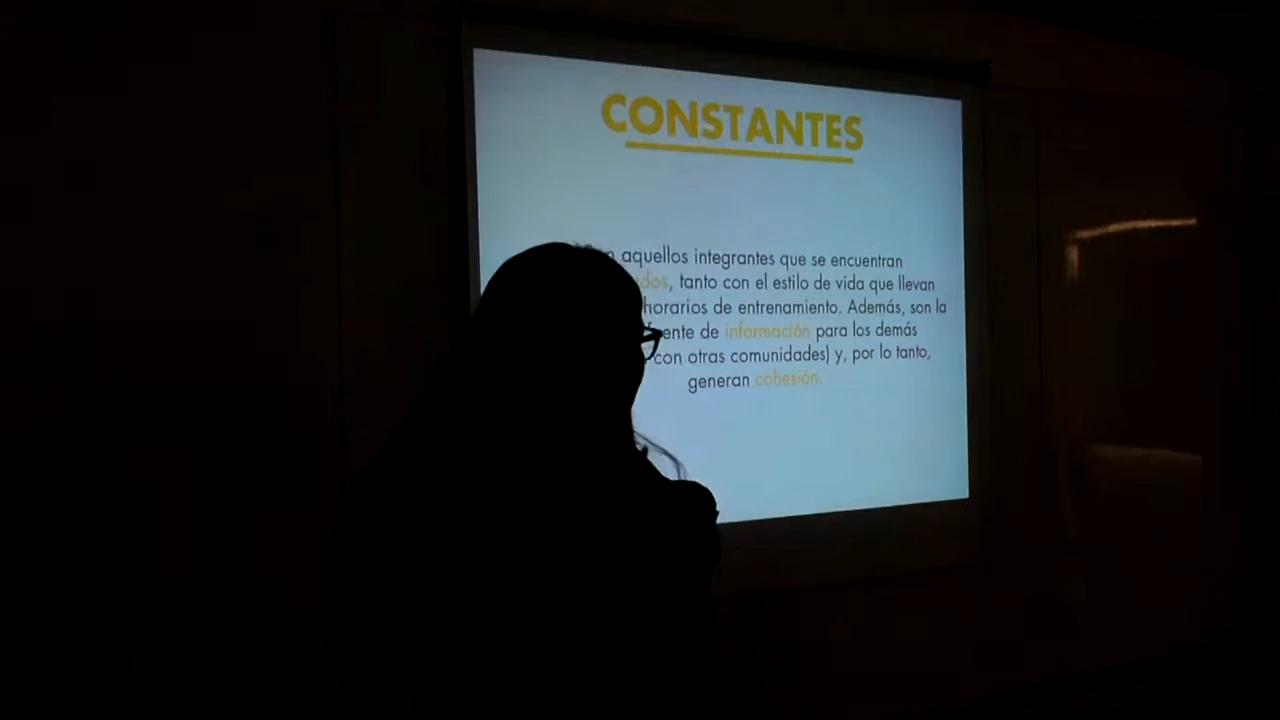 CONSTANTES
aquellos integrantes que se encuentran
, tanto con el estilo de vida que llevan
horarios de entrenamiento. Además, son la
de información para los demás
con otras comunidades) y, por lo tanto,
generan cohesión.